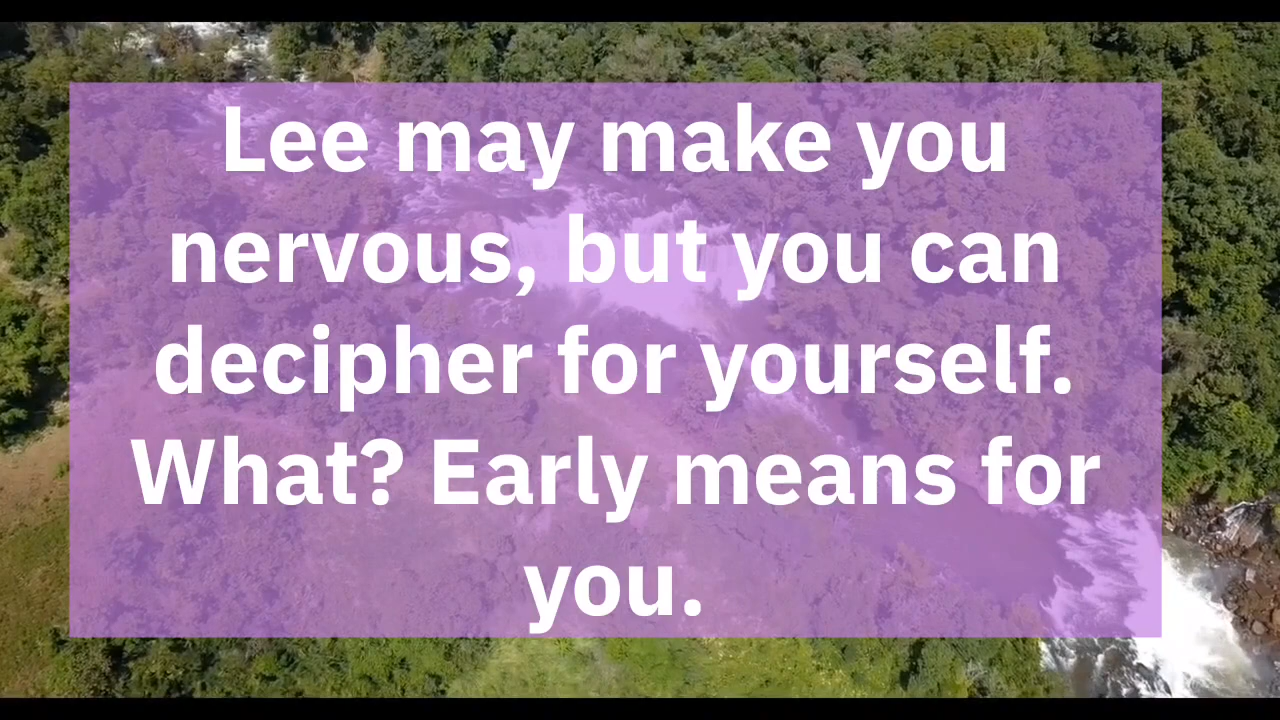 Lee may make you
nervous, but you can
decipher for yourself.
What? Early means for
you.